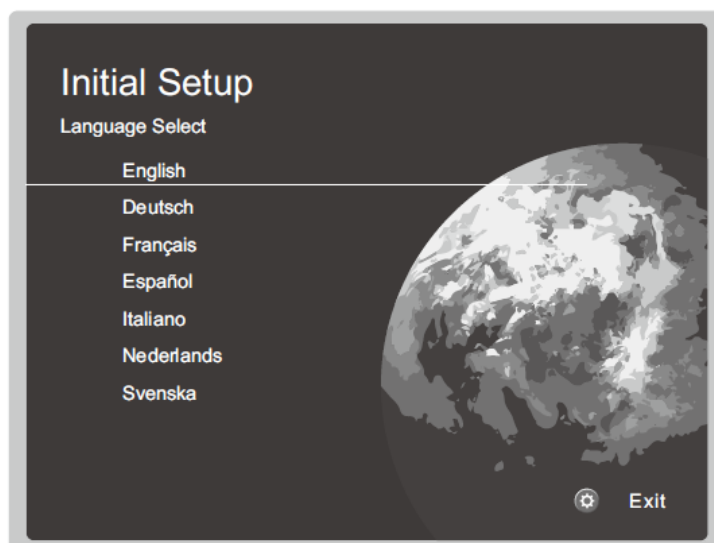 Initial Setup
Language Select
English
Deutsch
Français
Español
Italiano
Nederlands
Svenska
Exit